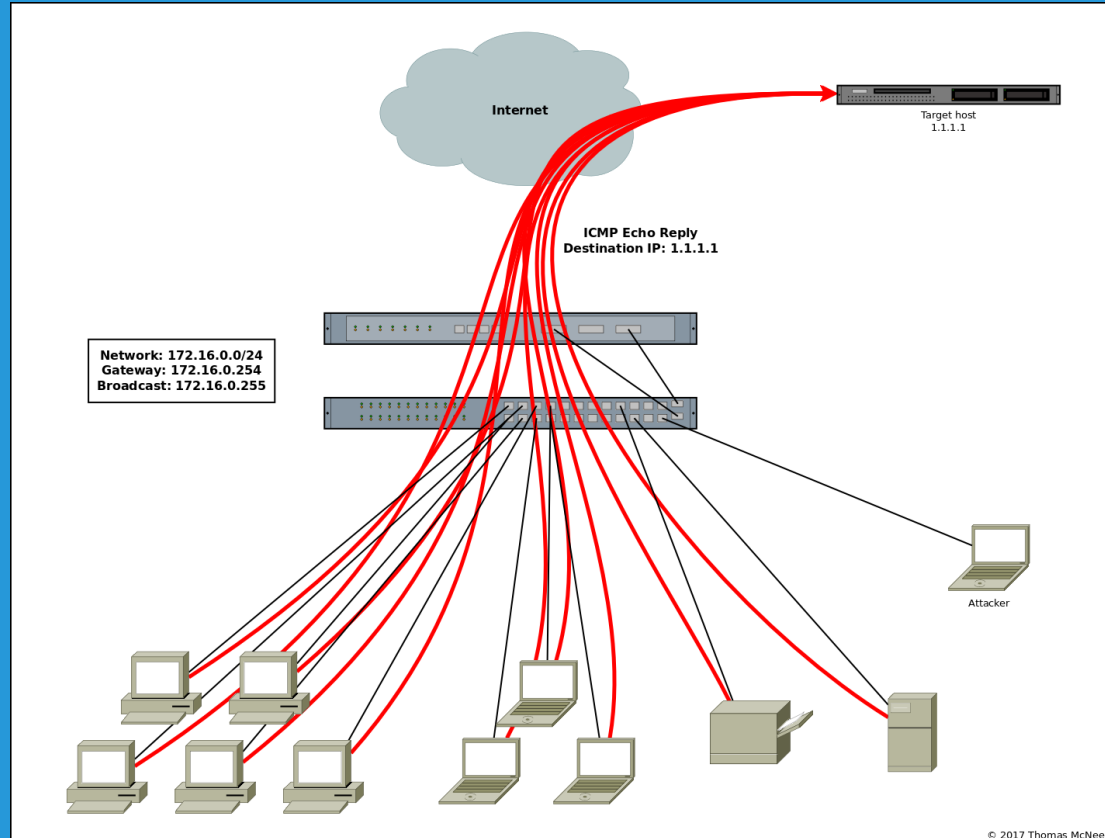 Internet
Target host
1.1.1.1
ICMP Echo Reply
Destination IP: 1.1.1.1
Network: 172.16.0.0/24
Gateway: 172.16.0.254
Broadcast: 172.16.0.255
Attacker
© 2017 Thomas McNee